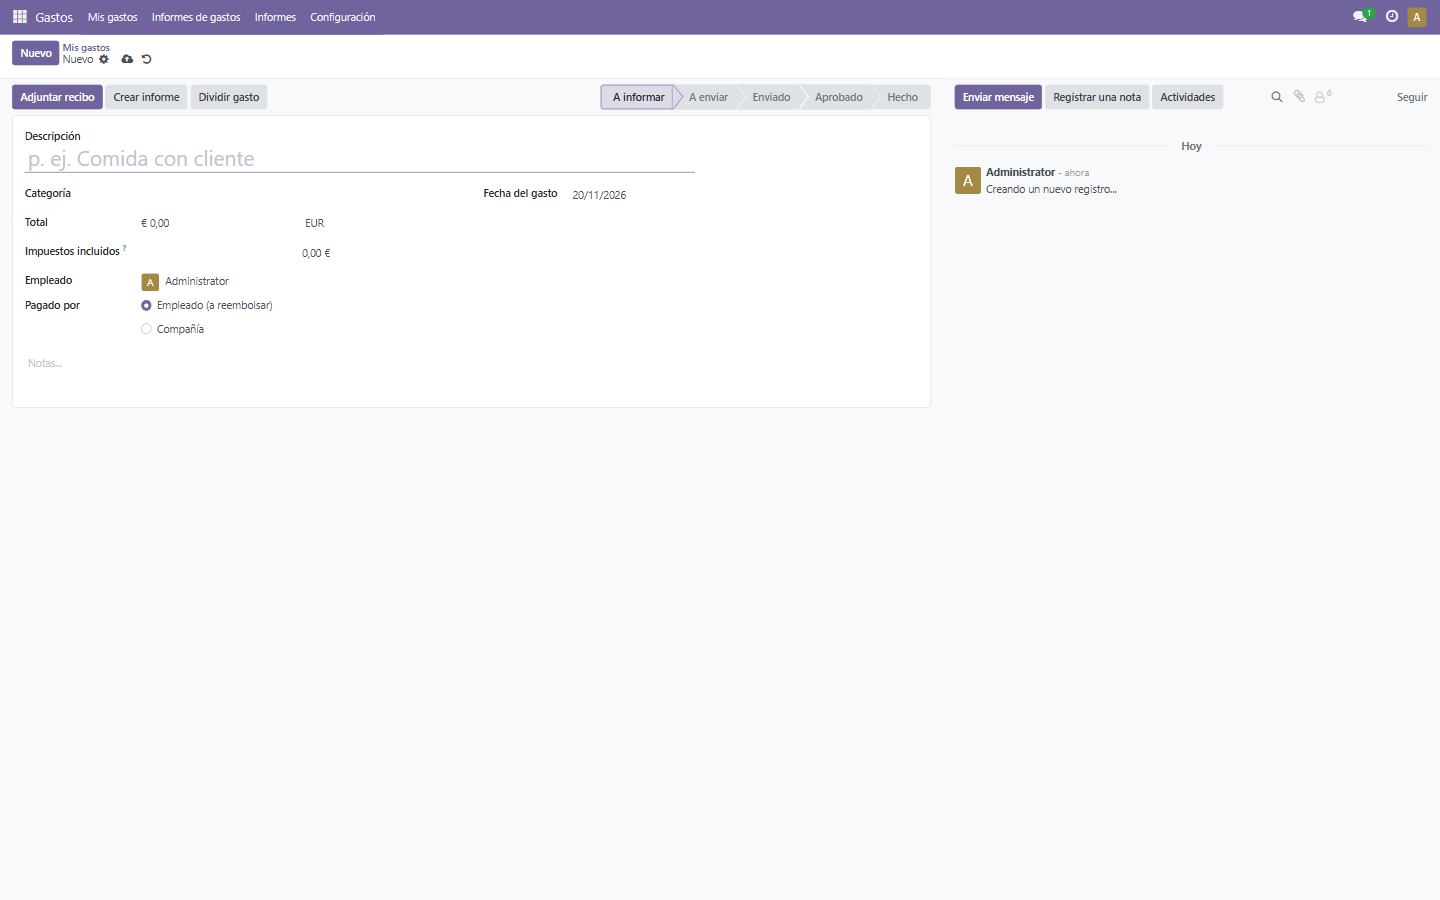 Gastos Mis gastos Informes de gastos Informes Configuración 1 A
Nuevo Mis gastos
Nuevo
Adjuntar recibo Crear informe Dividir gasto A informar A enviar Enviado Aprobado Hecho Enviar mensaje Registrar una nota Actividades 0 Seguir
Descripción
p. ej. Comida con cliente
Hoy
Categoría Fecha del gasto 20/11/2026
A Administrator - ahora
Creando un nuevo registro...
Total € 0,00 EUR
Impuestos incluidos ? 0,00 €
Empleado A Administrator
Pagado por Empleado (a reembolsar)
Compañía
Notas...